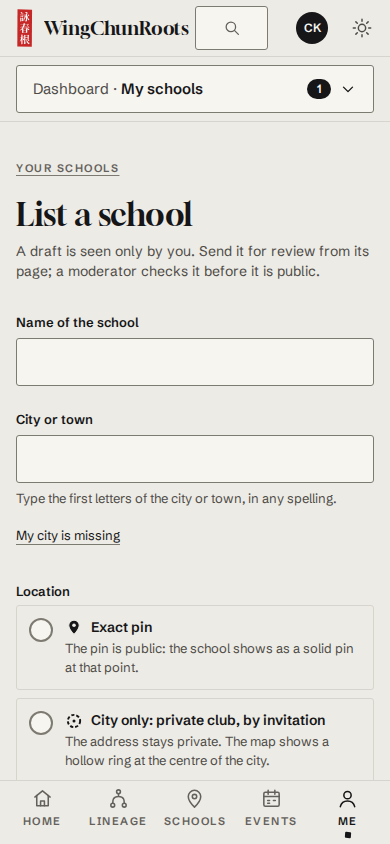 詠春根
WingChunRoots
CK
Dashboard · My schools
1
YOUR SCHOOLS
List a school
A draft is seen only by you. Send it for review from its
page; a moderator checks it before it is public.
Name of the school
City or town
Type the first letters of the city or town, in any spelling.
My city is missing
Location
Exact pin
The pin is public: the school shows as a solid pin
at that point.
City only: private club, by invitation
The address stays private. The map shows a
hollow ring at the centre of the city.
HOME
LINEAGE
SCHOOLS
EVENTS
ME